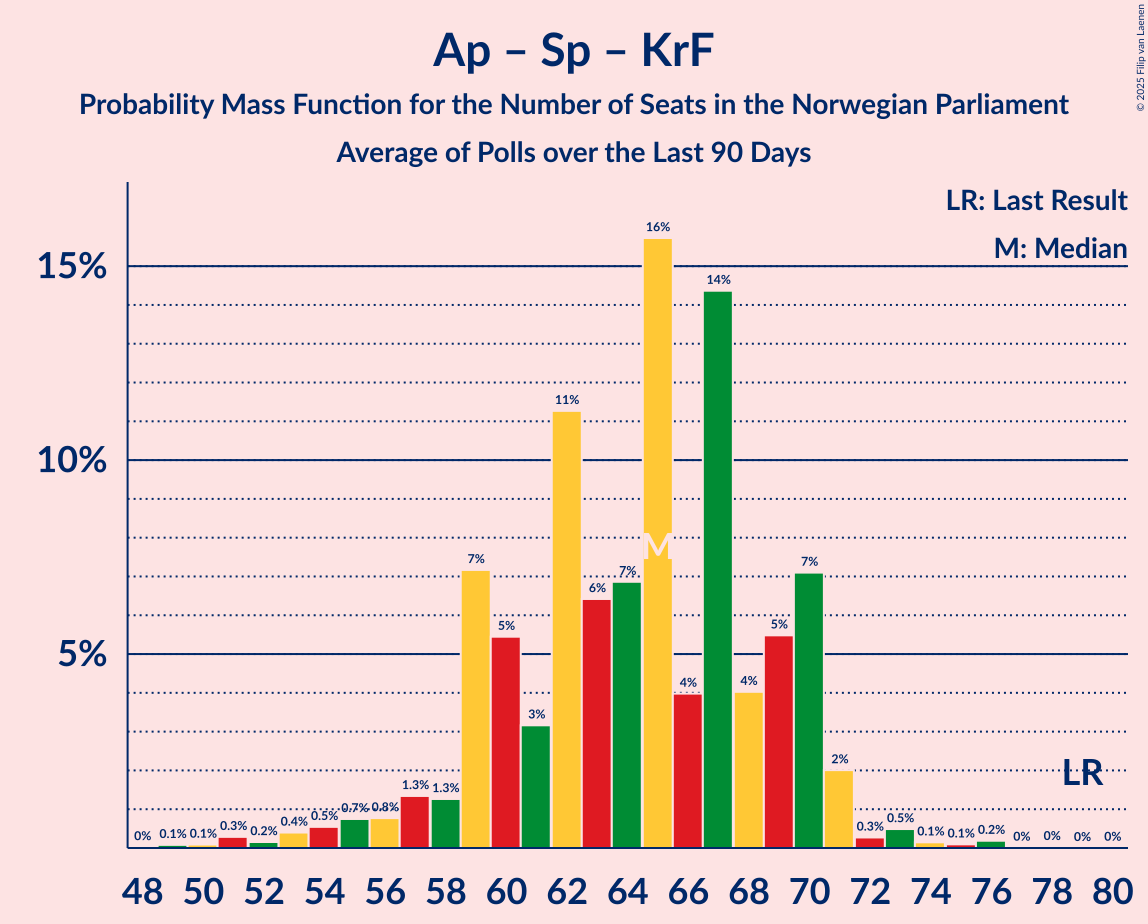 Ap – Sp – KrF
Probability Mass Function for the Number of Seats in the Norwegian Parliament
Average of Polls over the Last 90 Days
© 2025 Filip van Laenen
LR: Last Result
M: Median
15%
10%
5%
0% 0.1% 0.1% 0.3% 0.2% 0.4% 0.5% 0.7% 0.8% 1.3% 1.3% 7% 5% 3% 11% 6% 7% 16% 4% 14% 4% 5% 7% 2% 0.3% 0.5% 0.1% 0.1% 0.2% 0% 0% 0% 0%
M
LR
48 50 52 54 56 58 60 62 64 66 68 70 72 74 76 78 80